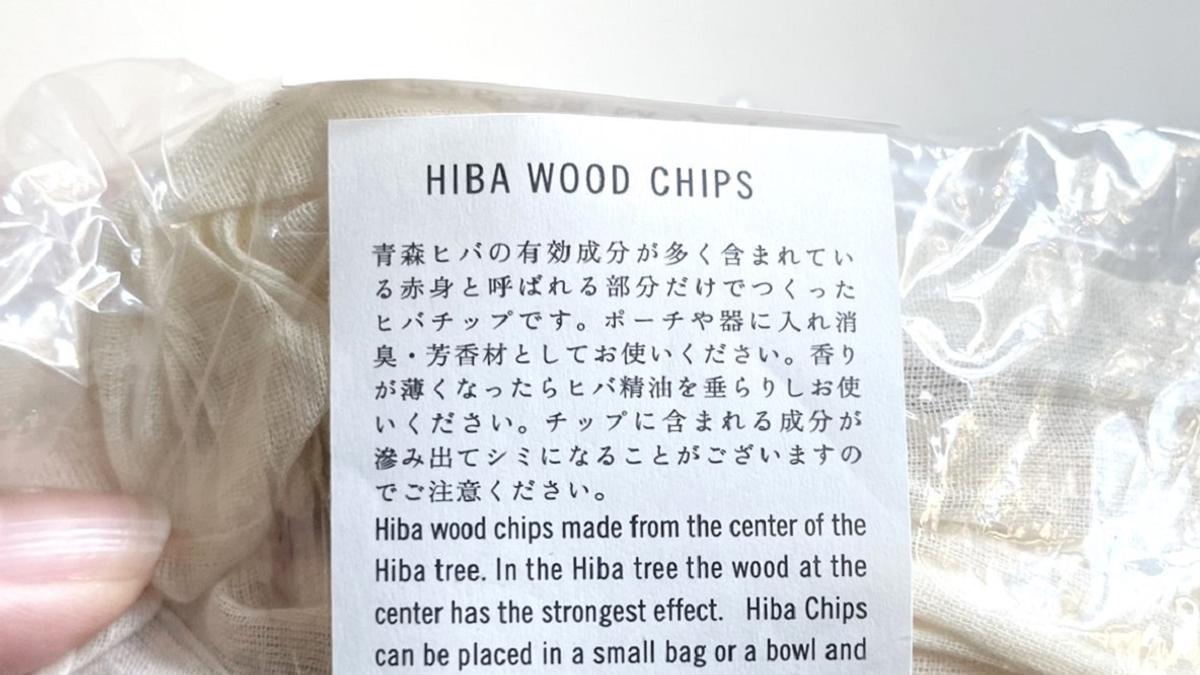 HIBA WOOD CHIPS
青森ヒバの有効成分が多く含まれてい
る赤身と呼ばれる部分だけでつくった
ヒバチップです。ポーチや器に入れ消
臭・芳香材としてお使いください。香り
が薄くなったらヒバ精油を垂らりしお使
いください。チップに含まれる成分が
滲み出てシミになることがございますの
でご注意ください。
Hiba wood chips made from the center of the
Hiba tree. In the Hiba tree the wood at the
center has the strongest effect. Hiba Chips
can be placed in a small bag or a bowl and